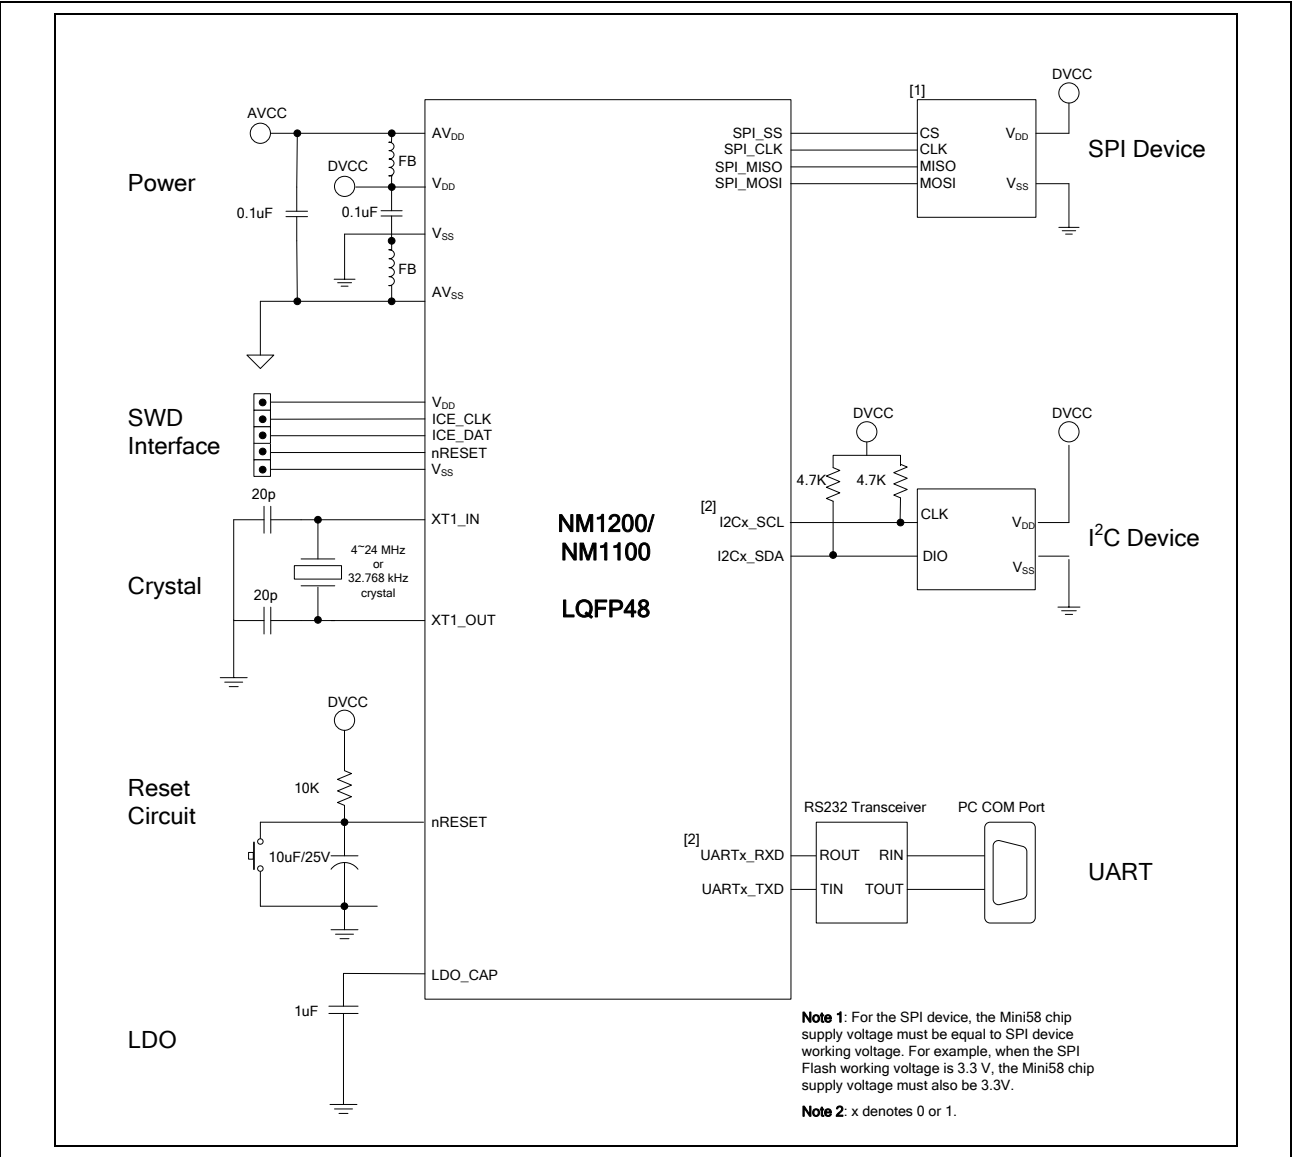 Power
AVCC
DVCC
FB
0.1uF
0.1uF
FB
AVDD
VDD
VSS
AVSS
SWD
Interface
VDD
ICE_CLK
ICE_DAT
nRESET
VSS
Crystal
20p
20p
4~24 MHz
or
32.768 kHz
crystal
XT1_IN
XT1_OUT
Reset
Circuit
DVCC
10K
10uF/25V
nRESET
LDO
1uF
LDO_CAP
NM1200/
NM1100
LQFP48
SPI_SS
SPI_CLK
SPI_MISO
SPI_MOSI
[1]
CS
CLK
MISO
MOSI
VDD
VSS
DVCC
SPI Device
[2]
I2Cx_SCL
I2Cx_SDA
DVCC
4.7K
4.7K
CLK
DIO
VDD
VSS
DVCC
I2C Device
[2]
UARTx_RXD
UARTx_TXD
RS232 Transceiver
ROUT RIN
TIN TOUT
PC COM Port
UART
Note 1: For the SPI device, the Mini58 chip
supply voltage must be equal to SPI device
working voltage. For example, when the SPI
Flash working voltage is 3.3 V, the Mini58 chip
supply voltage must also be 3.3V.
Note 2: x denotes 0 or 1.